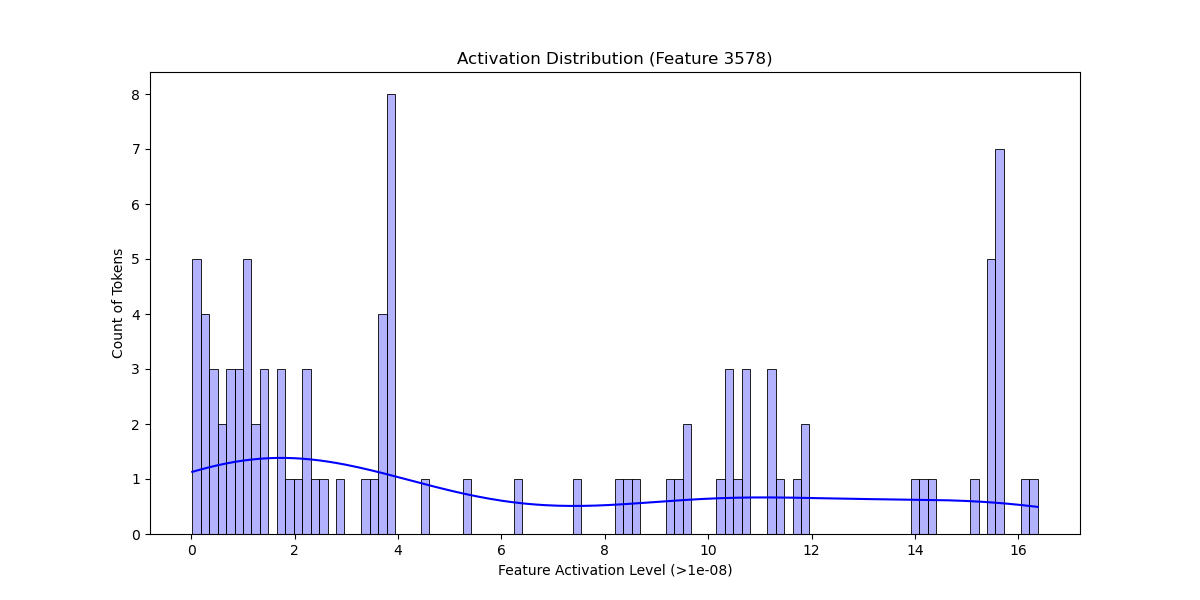 Activation Distribution (Feature 3578)
Count of Tokens
8
7
6
5
4
3
2
1
0
0 2 4 6 8 10 12 14 16
Feature Activation Level (>1e-08)